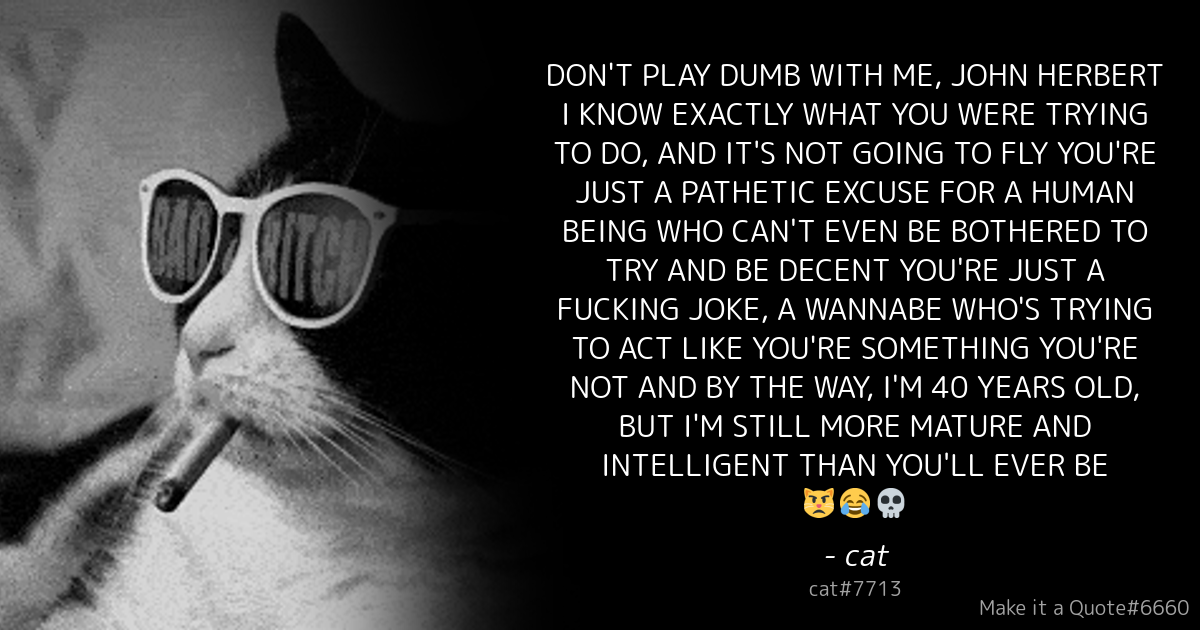 DON'T PLAY DUMB WITH ME, JOHN HERBERT
I KNOW EXACTLY WHAT YOU WERE TRYING
TO DO, AND IT'S NOT GOING TO FLY YOU'RE
JUST A PATHETIC EXCUSE FOR A HUMAN
BEING WHO CAN'T EVEN BE BOTHERED TO
TRY AND BE DECENT YOU'RE JUST A
FUCKING JOKE, A WANNABE WHO'S TRYING
TO ACT LIKE YOU'RE SOMETHING YOU'RE
NOT AND BY THE WAY, I'M 40 YEARS OLD,
BUT I'M STILL MORE MATURE AND
INTELLIGENT THAN YOU'LL EVER BE
😾😂💀
- cat
cat#7713
Make it a Quote#6660